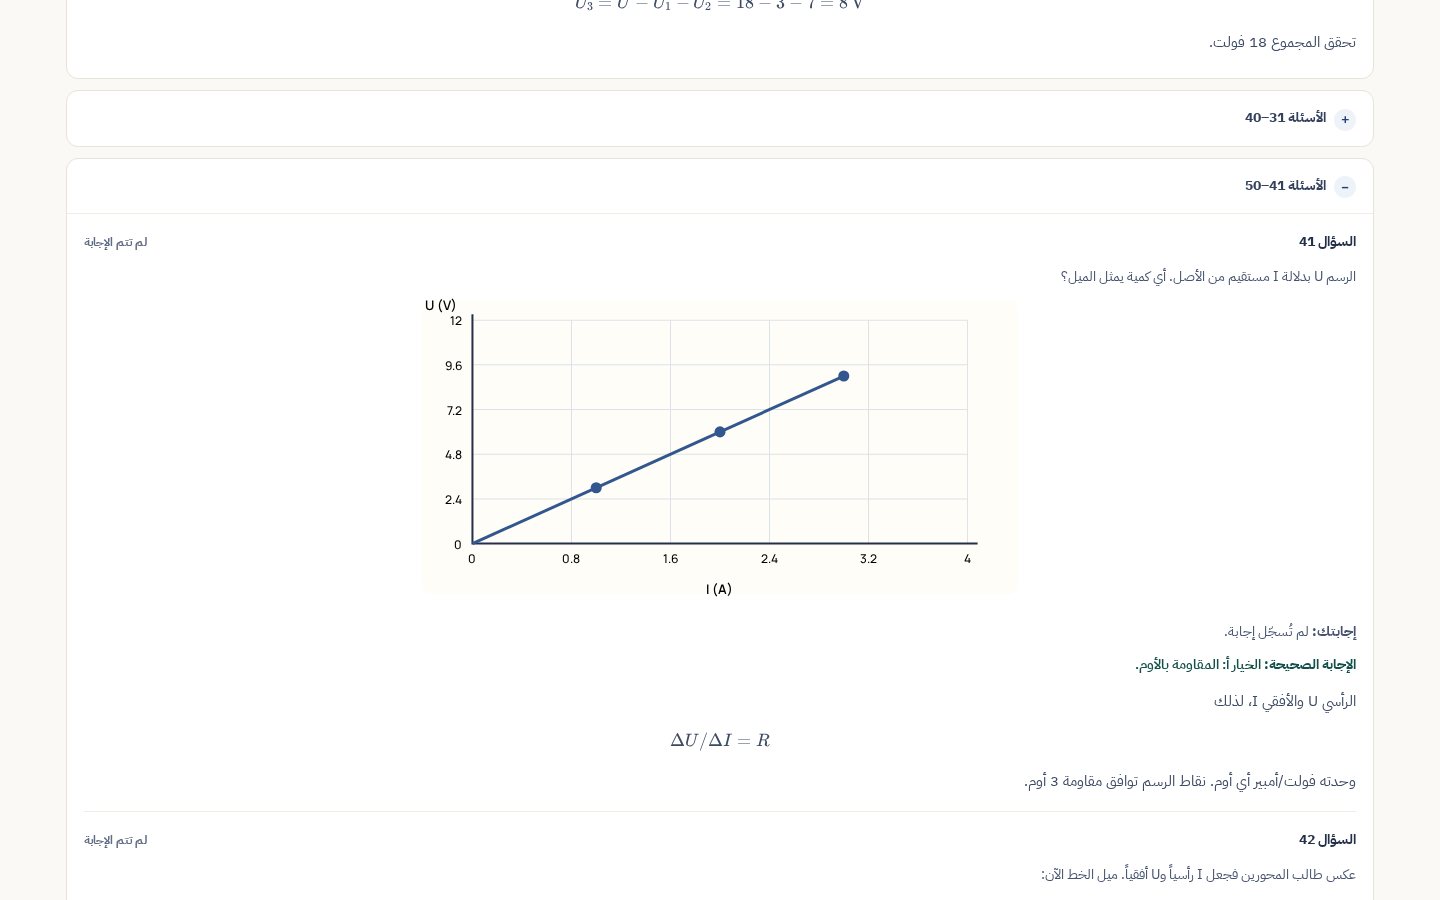 U₃ = U − U₁ − U₂ = 18 − 3 − 7 = 8 V
تحقق المجموع 18 فولت.
+ الأسئلة 31–40
− الأسئلة 41–50
السؤال 41
لم تتم الإجابة
الرسم U بدلالة I مستقيم من الأصل. أي كمية يمثل الميل؟
U (V)
12
9.6
7.2
4.8
2.4
0
0 0.8 1.6 2.4 3.2 4
I (A)
إجابتك: لم تُسجّل إجابة.
الإجابة الصحيحة: الخيار أ: المقاومة بالأوم.
الرأسي U والأفقي I، لذلك
ΔU/ΔI = R
وحدته فولت/أمبير أي أوم. نقاط الرسم توافق مقاومة 3 أوم.
السؤال 42
لم تتم الإجابة
عكس طالب المحورين فجعل I رأسياً وU أفقياً. ميل الخط الآن: